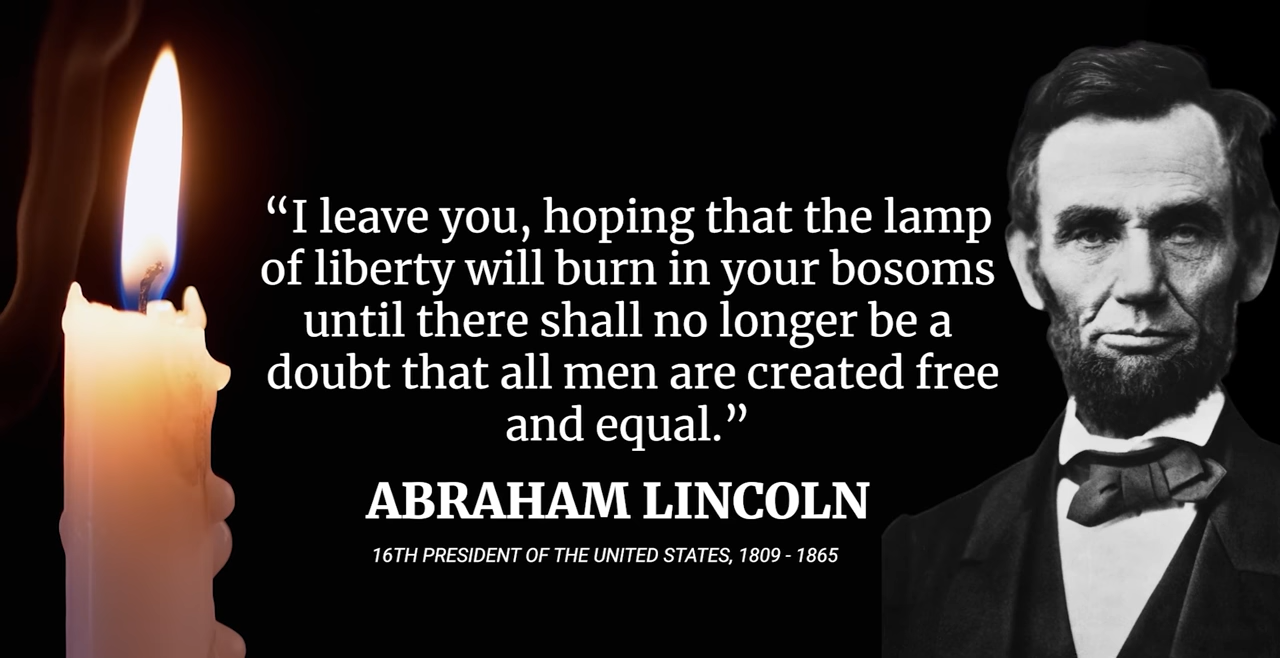 “I leave you, hoping that the lamp
of liberty will burn in your bosoms
until there shall no longer be a
doubt that all men are created free
and equal.”
ABRAHAM LINCOLN
16TH PRESIDENT OF THE UNITED STATES, 1809 - 1865